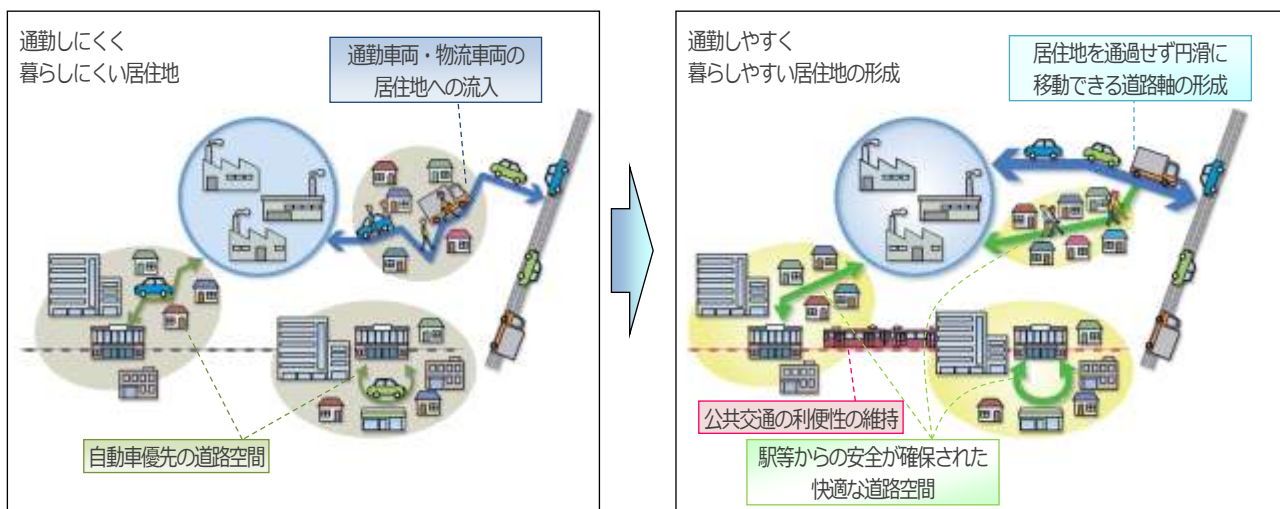 通勤しにくく
暮らしにくい居住地
通勤車両・物流車両の
居住地への流入
自動車優先の道路空間
通勤しやすく
暮らしやすい居住地の形成
居住地を通過せず円滑に
移動できる道路軸の形成
公共交通の利便性の維持
駅等からの安全が確保された
快適な道路空間